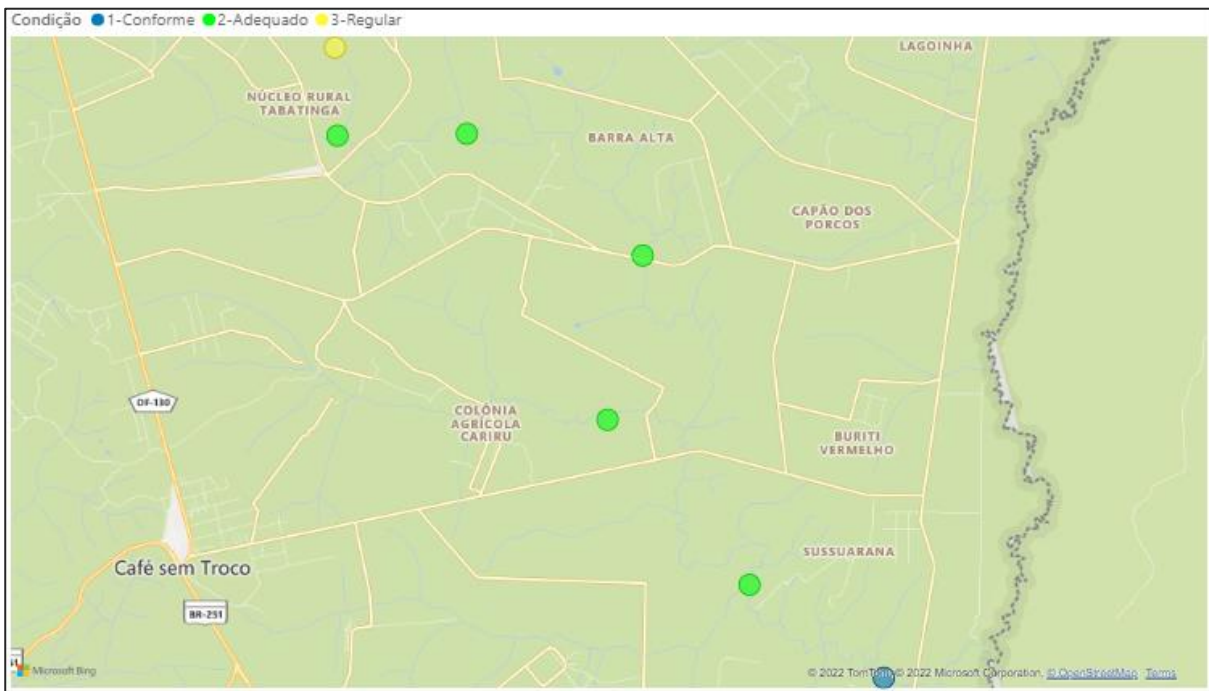 Condição 1-Conforme 2-Adequado 3-Regular
LAGOINHA
NÚCLEO RURAL
TABATINGA
BARRA ALTA
CAPÃO DOS
PORCOS
DF-130
COLÔNIA
AGRÍCOLA
CARIRU
BURITI
VERMELHO
SUSSUARANA
Café sem Troco
BR-251
Microsoft Bing
© 2022 TomTom, © 2022 Microsoft Corporation, © OpenStreetMap Terms